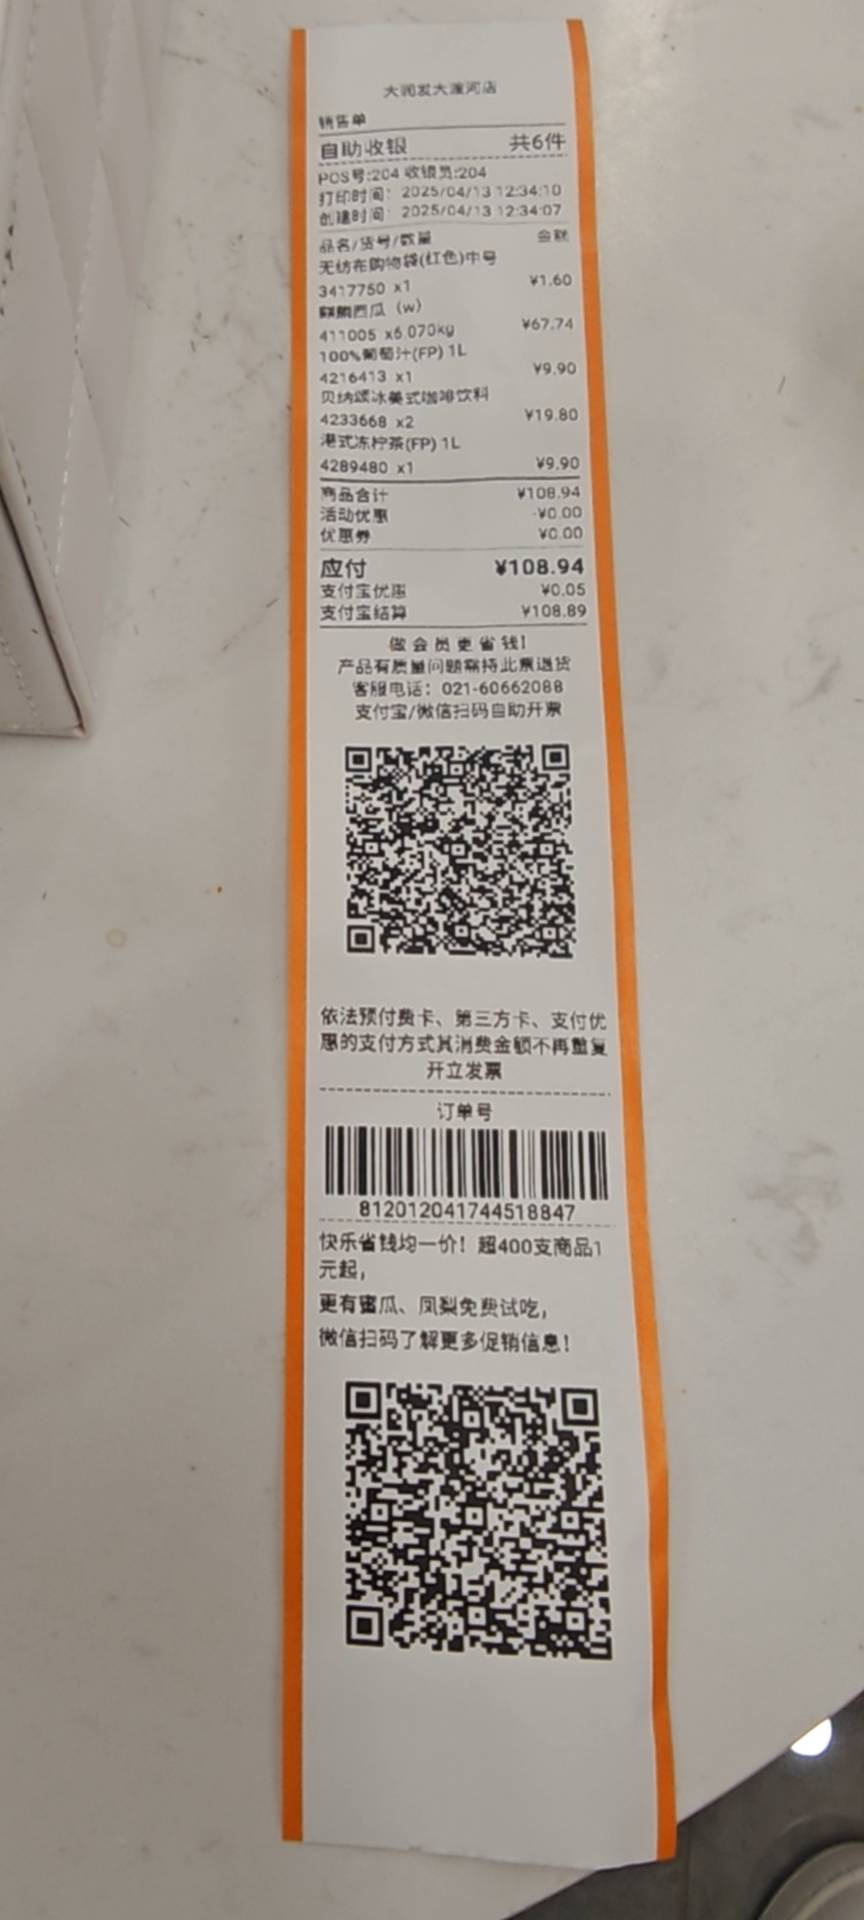 大润发大渡河店
销售单
自助收银 共6件
POS号:204 收银员:204
打印时间: 2025/04/13 12:34:10
创建时间: 2025/04/13 12:34:07
品名/货号/数量 金额
无纺布购物袋(红色)中号
3417750 x1 ¥1.60
麒麟西瓜（w）
411005 x6.070kg ¥67.74
100%葡萄汁(FP) 1L
4216413 x1 ¥9.90
贝纳颂冰美式咖啡饮料
4233668 x2 ¥19.80
港式冻柠茶(FP) 1L
4289480 x1 ¥9.90
商品合计 ¥108.94
活动优惠 -¥0.00
优惠券 ¥0.00
应付 ¥108.94
支付宝优惠 ¥0.05
支付宝结算 ¥108.89
做会员更省钱!
产品有质量问题需持此票退货
客服电话: 021-60662088
支付宝/微信扫码自助开票
依法预付费卡、第三方卡、支付优
惠的支付方式其消费金额不再重复
开立发票
订单号
812012041744518847
快乐省钱均一价! 超400支商品1
元起,
更有蜜瓜、凤梨免费试吃,
微信扫码了解更多促销信息!